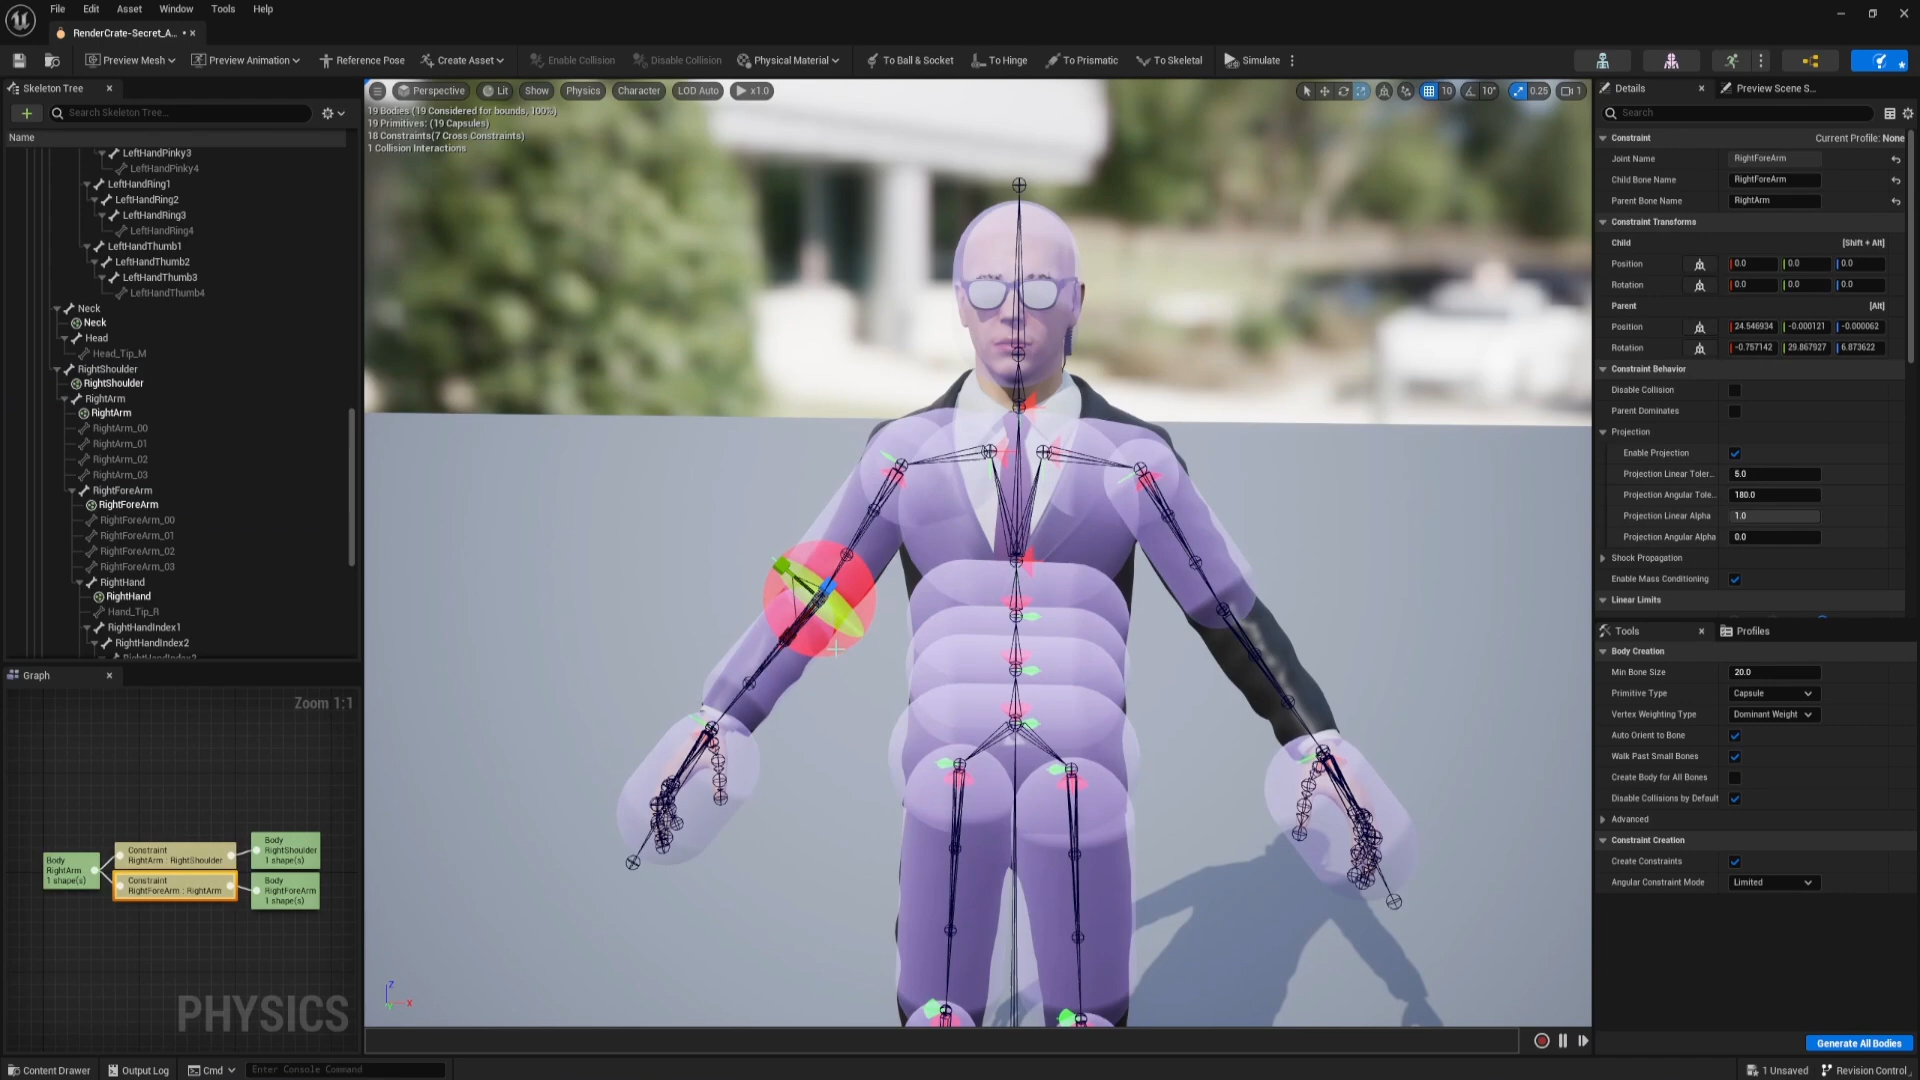 File Edit Asset Window Tools Help
RenderCrate-Secret_A... •
Preview Mesh Preview Animation Reference Pose Create Asset Enable Collision Disable Collision Physical Material To Ball & Socket To Hinge To Prismatic To Skeletal Simulate
Skeleton Tree
Search Skeleton Tree...
Name
LeftHandPinky3
LeftHandPinky4
LeftHandRing1
LeftHandRing2
LeftHandRing3
LeftHandRing4
LeftHandThumb1
LeftHandThumb2
LeftHandThumb3
LeftHandThumb4
Neck
Neck
Head
Head_Tip_M
RightShoulder
RightShoulder
RightArm
RightArm
RightArm_00
RightArm_01
RightArm_02
RightArm_03
RightForeArm
RightForeArm
RightForeArm_00
RightForeArm_01
RightForeArm_02
RightForeArm_03
RightHand
RightHand
Hand_Tip_R
RightHandIndex1
RightHandIndex2
Graph
Zoom 1:1
Body
RightArm
1 shape(s)
Constraint
RightArm : RightShoulder
Body
RightShoulder
1 shape(s)
Constraint
RightForeArm : RightArm
Body
RightForeArm
1 shape(s)
PHYSICS
Perspective Lit Show Physics Character LOD Auto x1.0
10 10° 0.25 1
19 Bodies (19 Considered for bounds, 100%)
19 Primitives: (19 Capsules)
18 Constraints(7 Cross Constraints)
1 Collision Interactions
Z
X
Details Preview Scene S...
Search
Constraint Current Profile: None
Joint Name RightForeArm
Child Bone Name RightForeArm
Parent Bone Name RightArm
Constraint Transforms
Child [Shift + Alt]
Position 0.0 0.0 0.0
Rotation 0.0 0.0 0.0
Parent [Alt]
Position 24.546934 -0.000121 -0.000062
Rotation -0.757142 29.867927 6.873622
Constraint Behavior
Disable Collision
Parent Dominates
Projection
Enable Projection
Projection Linear Toler... 5.0
Projection Angular Tole... 180.0
Projection Linear Alpha 1.0
Projection Angular Alpha 0.0
Shock Propagation
Enable Mass Conditioning
Linear Limits
Tools Profiles
Body Creation
Min Bone Size 20.0
Primitive Type Capsule
Vertex Weighting Type Dominant Weight
Auto Orient to Bone
Walk Past Small Bones
Create Body for All Bones
Disable Collisions by Default
Advanced
Constraint Creation
Create Constraints
Angular Constraint Mode Limited
Generate All Bodies
Content Drawer Output Log Cmd Enter Console Command
1 Unsaved Revision Control